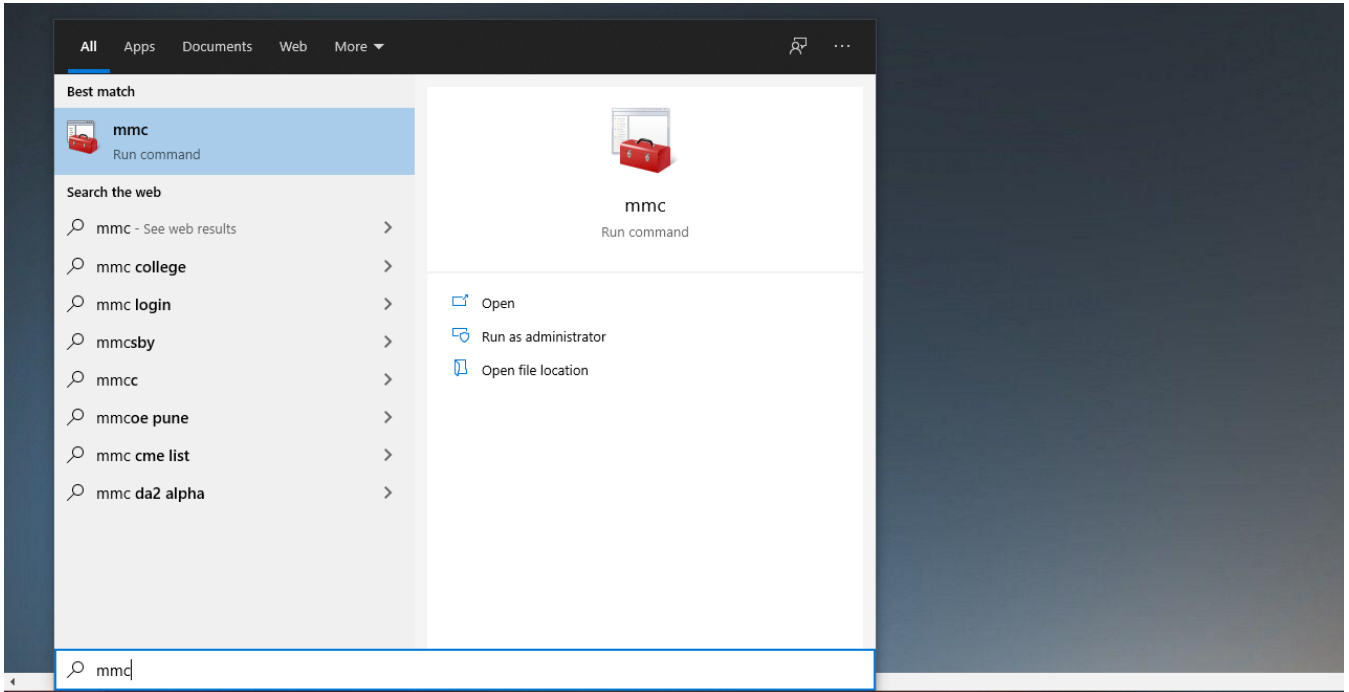 All Apps Documents Web More
Best match
mmc
Run command
Search the web
mmc - See web results
mmc college
mmc login
mmcsby
mmcc
mmcoe pune
mmc cme list
mmc da2 alpha
mmc
Run command
Open
Run as administrator
Open file location
mmc